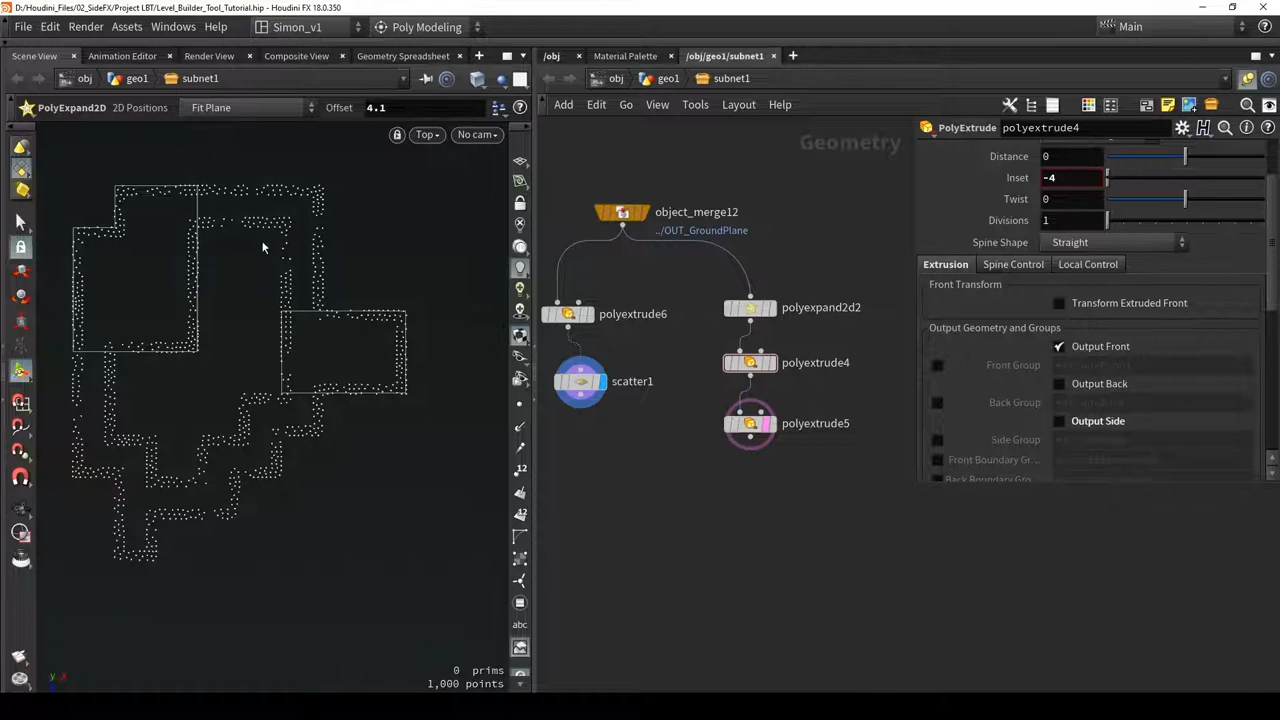 D:/Houdini_Files/02_SideFX/Project LBT/Level_Builder_Tool_Tutorial.hip - Houdini FX 18.0.350
File Edit Render Assets Windows Help
Simon_v1
Poly Modeling
Main
Scene View
Animation Editor
Render View
Composite View
Geometry Spreadsheet
/obj
Material Palette
/obj/geo1/subnet1
obj
geo1
subnet1
obj
geo1
subnet1
PolyExpand2D
2D Positions
Fit Plane
Offset
4.1
Top
No cam
Add Edit Go View Tools Layout Help
Geometry
object_merge12
../OUT_GroundPlane
polyextrude6
scatter1
polyexpand2d2
polyextrude4
polyextrude5
12
12
abc
0 prims
1,000 points
PolyExtrude polyextrude4
Distance 0
Inset -4
Twist 0
Divisions 1
Spine Shape Straight
Extrusion Spine Control Local Control
Front Transform
Transform Extruded Front
Output Geometry and Groups
Output Front
Front Group
Output Back
Back Group
Output Side
Side Group
Front Boundary Gr...
Back Boundary Gro...